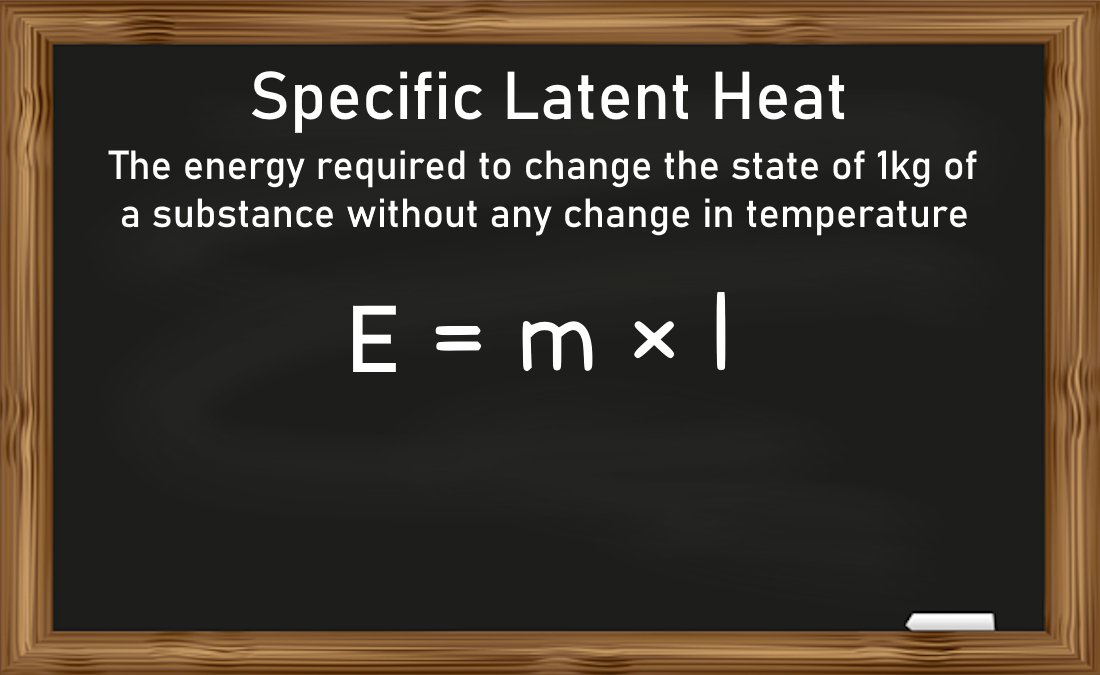 Specific Latent Heat
The energy required to change the state of 1kg of
a substance without any change in temperature
E = m × l